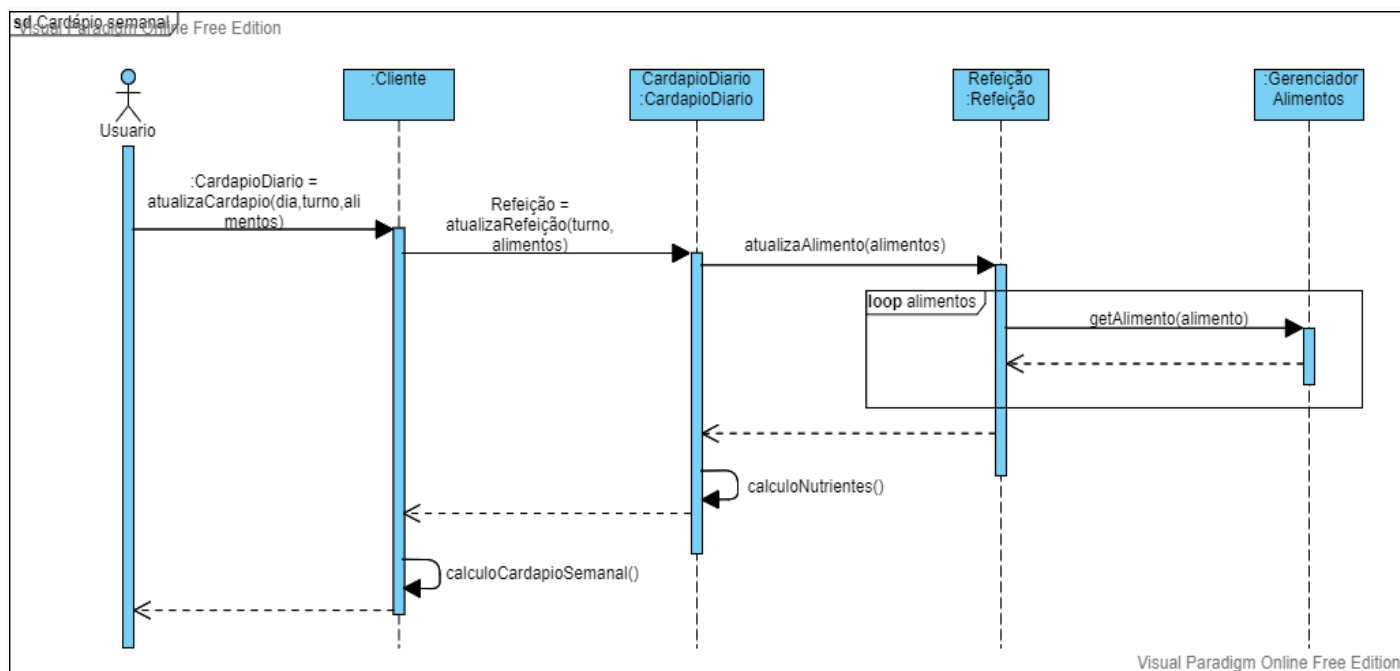 sd Cardápio semanal
Visual Paradigm Online Free Edition
:Cliente
CardapioDiario
:CardapioDiario
Refeição
:Refeição
:Gerenciador
Alimentos
Usuario
:CardapioDiario =
atualizaCardapio(dia,turno,ali
mentos)
Refeição =
atualizaRefeição(turno,
alimentos)
atualizaAlimento(alimentos)
loop alimentos
getAlimento(alimento)
calculoNutrientes()
calculoCardapioSemanal()
Visual Paradigm Online Free Edition